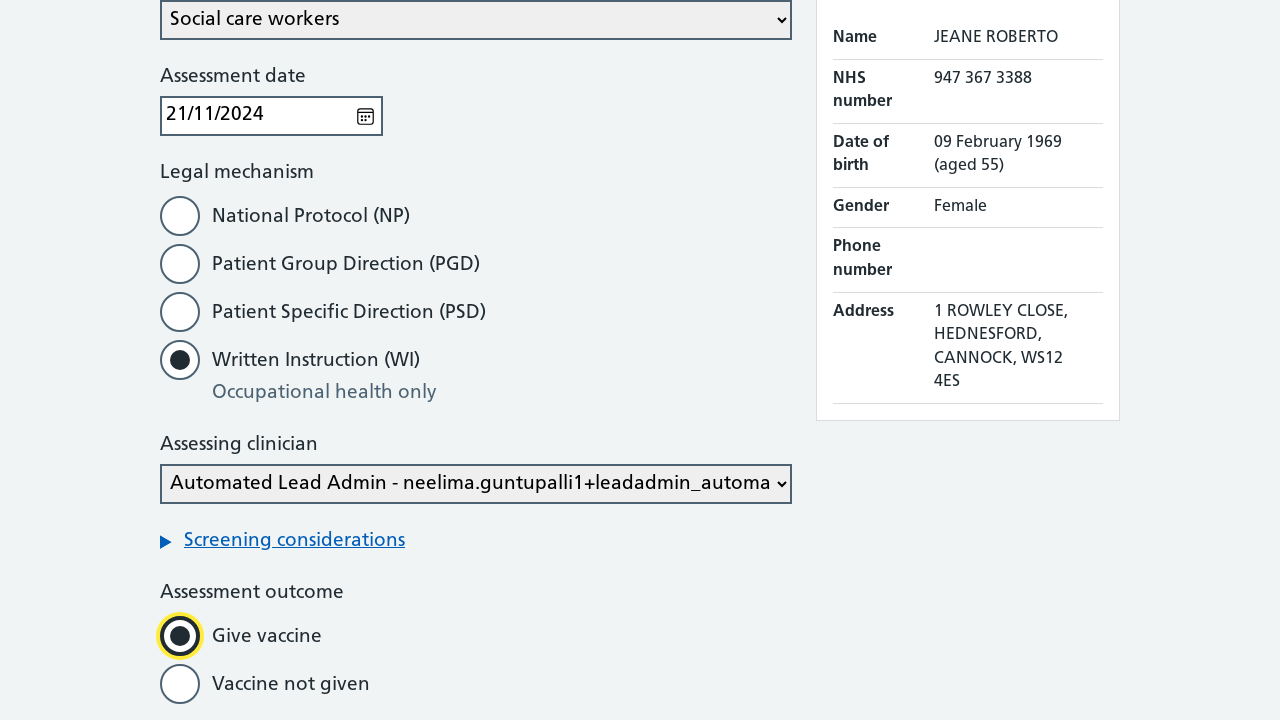 Social care workers
Assessment date
21/11/2024
Legal mechanism
National Protocol (NP)
Patient Group Direction (PGD)
Patient Specific Direction (PSD)
Written Instruction (WI)
Occupational health only
Assessing clinician
Automated Lead Admin - neelima.guntupalli1+leadadmin_automa
Screening considerations
Assessment outcome
Give vaccine
Vaccine not given
Name JEANE ROBERTO
NHS number 947 367 3388
Date of birth 09 February 1969
(aged 55)
Gender Female
Phone number
Address 1 ROWLEY CLOSE,
HEDNESFORD,
CANNOCK, WS12
4ES